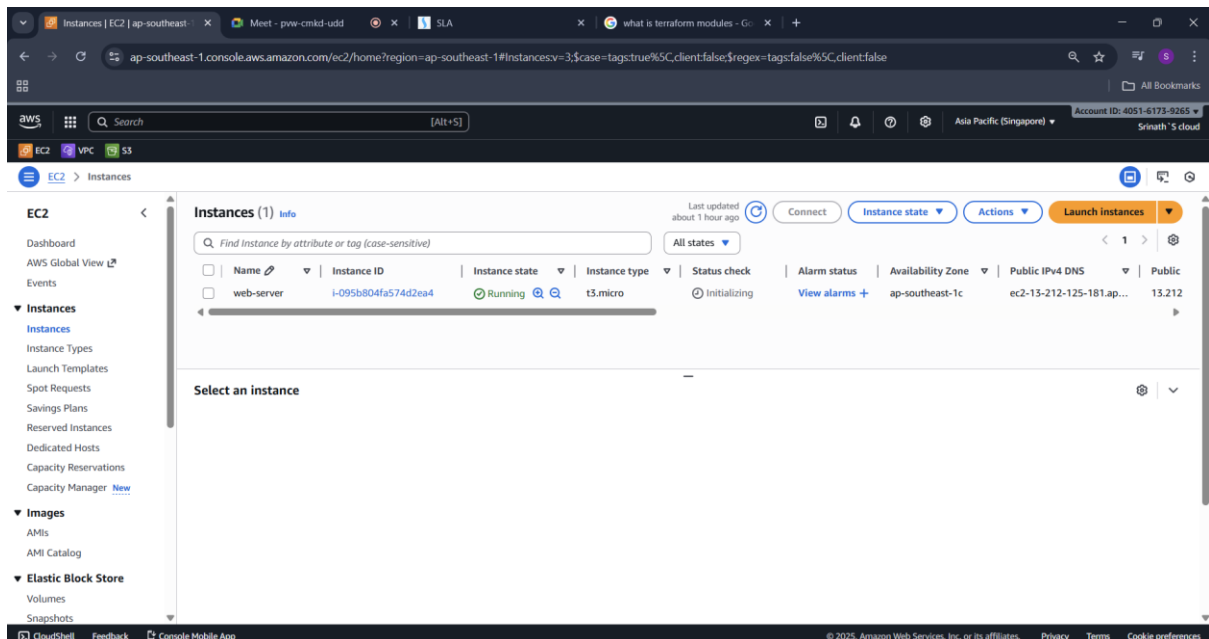 Instances | EC2 | ap-southeast-1
Meet - pvw-cmkd-udd
SLA
what is terraform modules - Go
ap-southeast-1.console.aws.amazon.com/ec2/home?region=ap-southeast-1#Instances:v=3;$case=tags:true%5C,client:false;$regex=tags:false%5C,client:false
S
All Bookmarks
aws
Search
[Alt+S]
Asia Pacific (Singapore)
Account ID: 4051-6173-9265
Srinath`S cloud
EC2
VPC
S3
EC2 > Instances
EC2
Dashboard
AWS Global View
Events
Instances
Instances
Instance Types
Launch Templates
Spot Requests
Savings Plans
Reserved Instances
Dedicated Hosts
Capacity Reservations
Capacity Manager New
Images
AMIs
AMI Catalog
Elastic Block Store
Volumes
Snapshots
Instances (1) Info
Last updated
about 1 hour ago
Connect
Instance state
Actions
Launch instances
Find Instance by attribute or tag (case-sensitive)
All states
1
Name Instance ID Instance state Instance type Status check Alarm status Availability Zone Public IPv4 DNS Public
web-server i-095b804fa574d2ea4 Running t3.micro Initializing View alarms + ap-southeast-1c ec2-13-212-125-181.ap... 13.212
Select an instance
CloudShell Feedback Console Mobile App
© 2025, Amazon Web Services, Inc. or its affiliates. Privacy Terms Cookie preferences